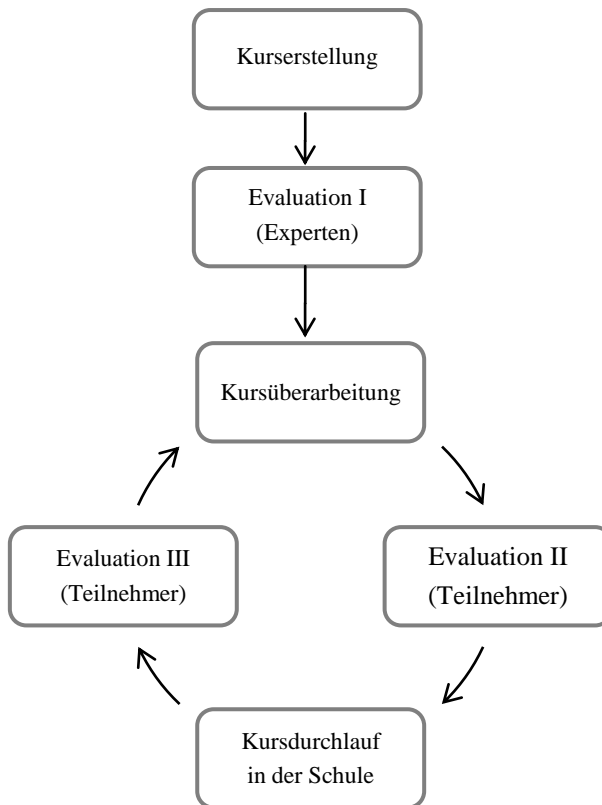 Kurserstellung
Evaluation I
(Experten)
Kursüberarbeitung
Evaluation III
(Teilnehmer)
Evaluation II
(Teilnehmer)
Kursdurchlauf
in der Schule